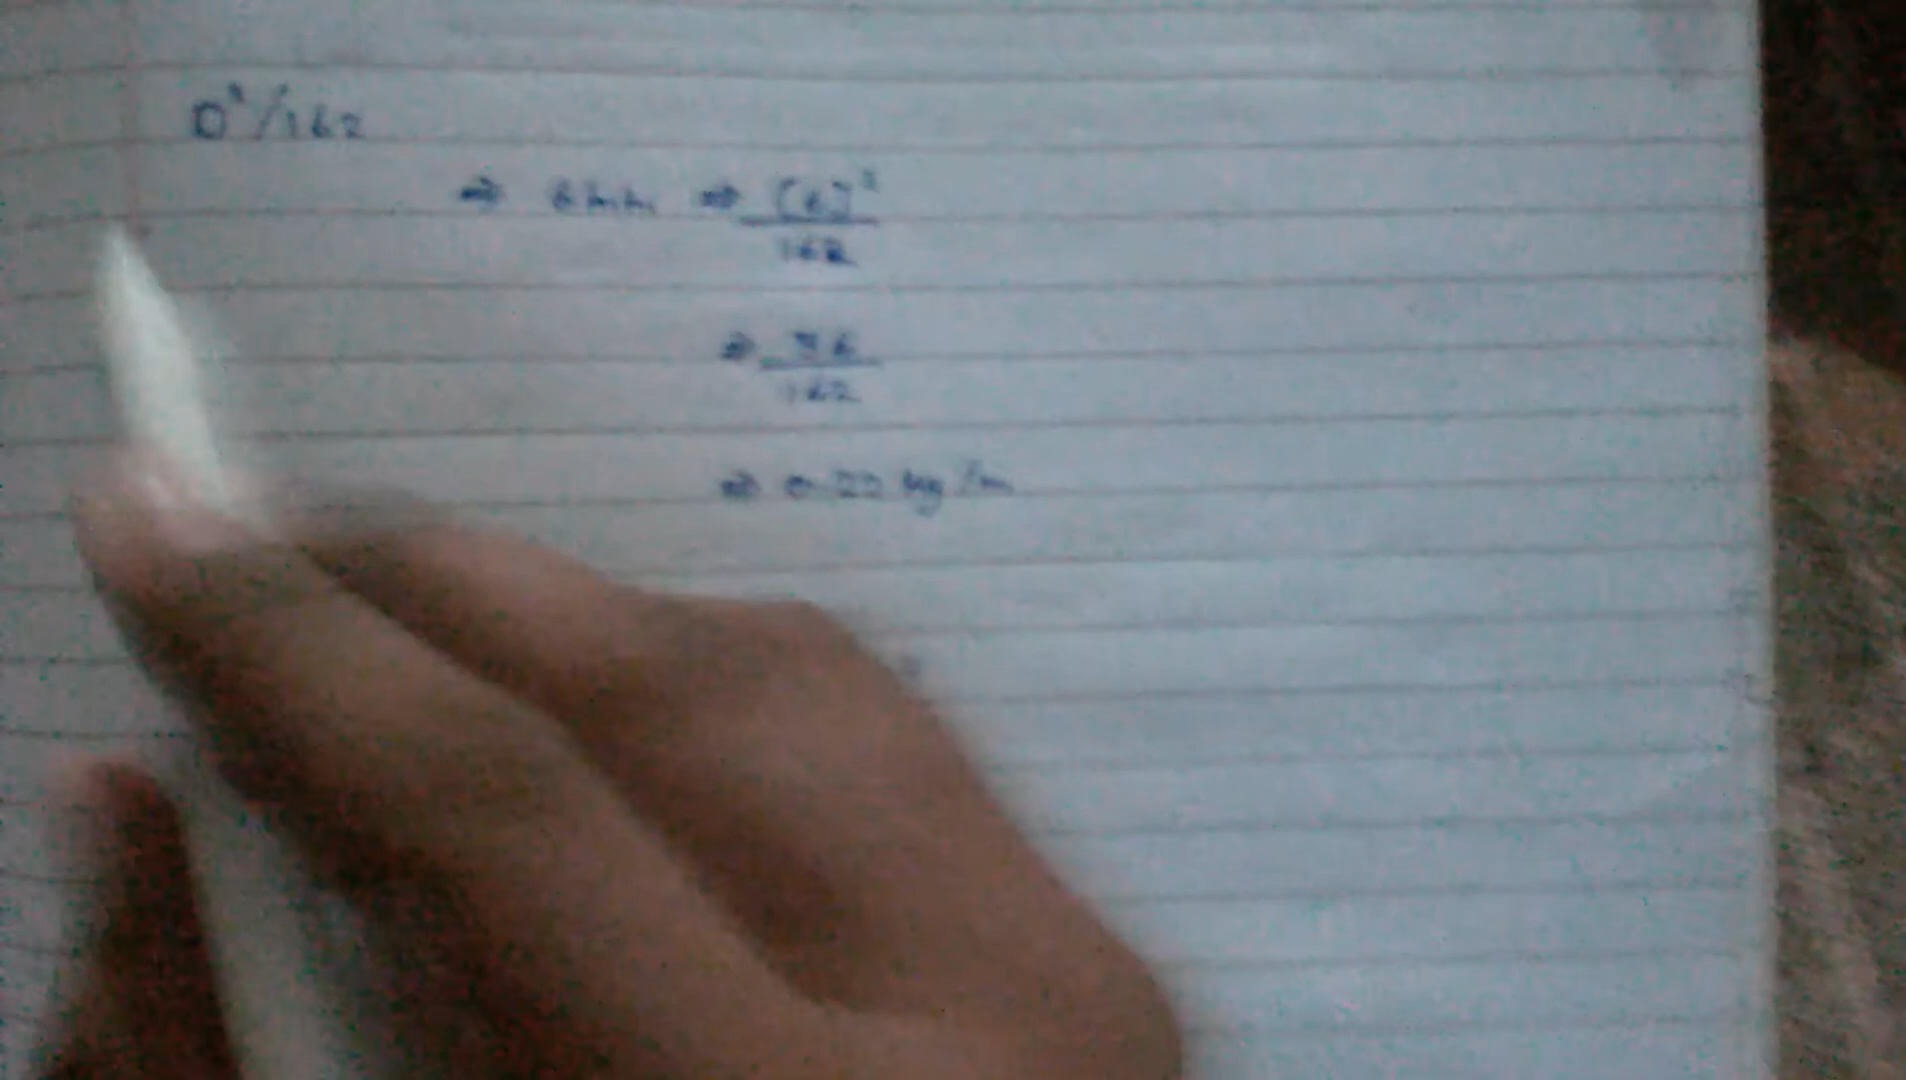 D²/162
⇒ 6mm ⇒ (6)²
162
⇒ 36
162
⇒ 0.22 kg/m